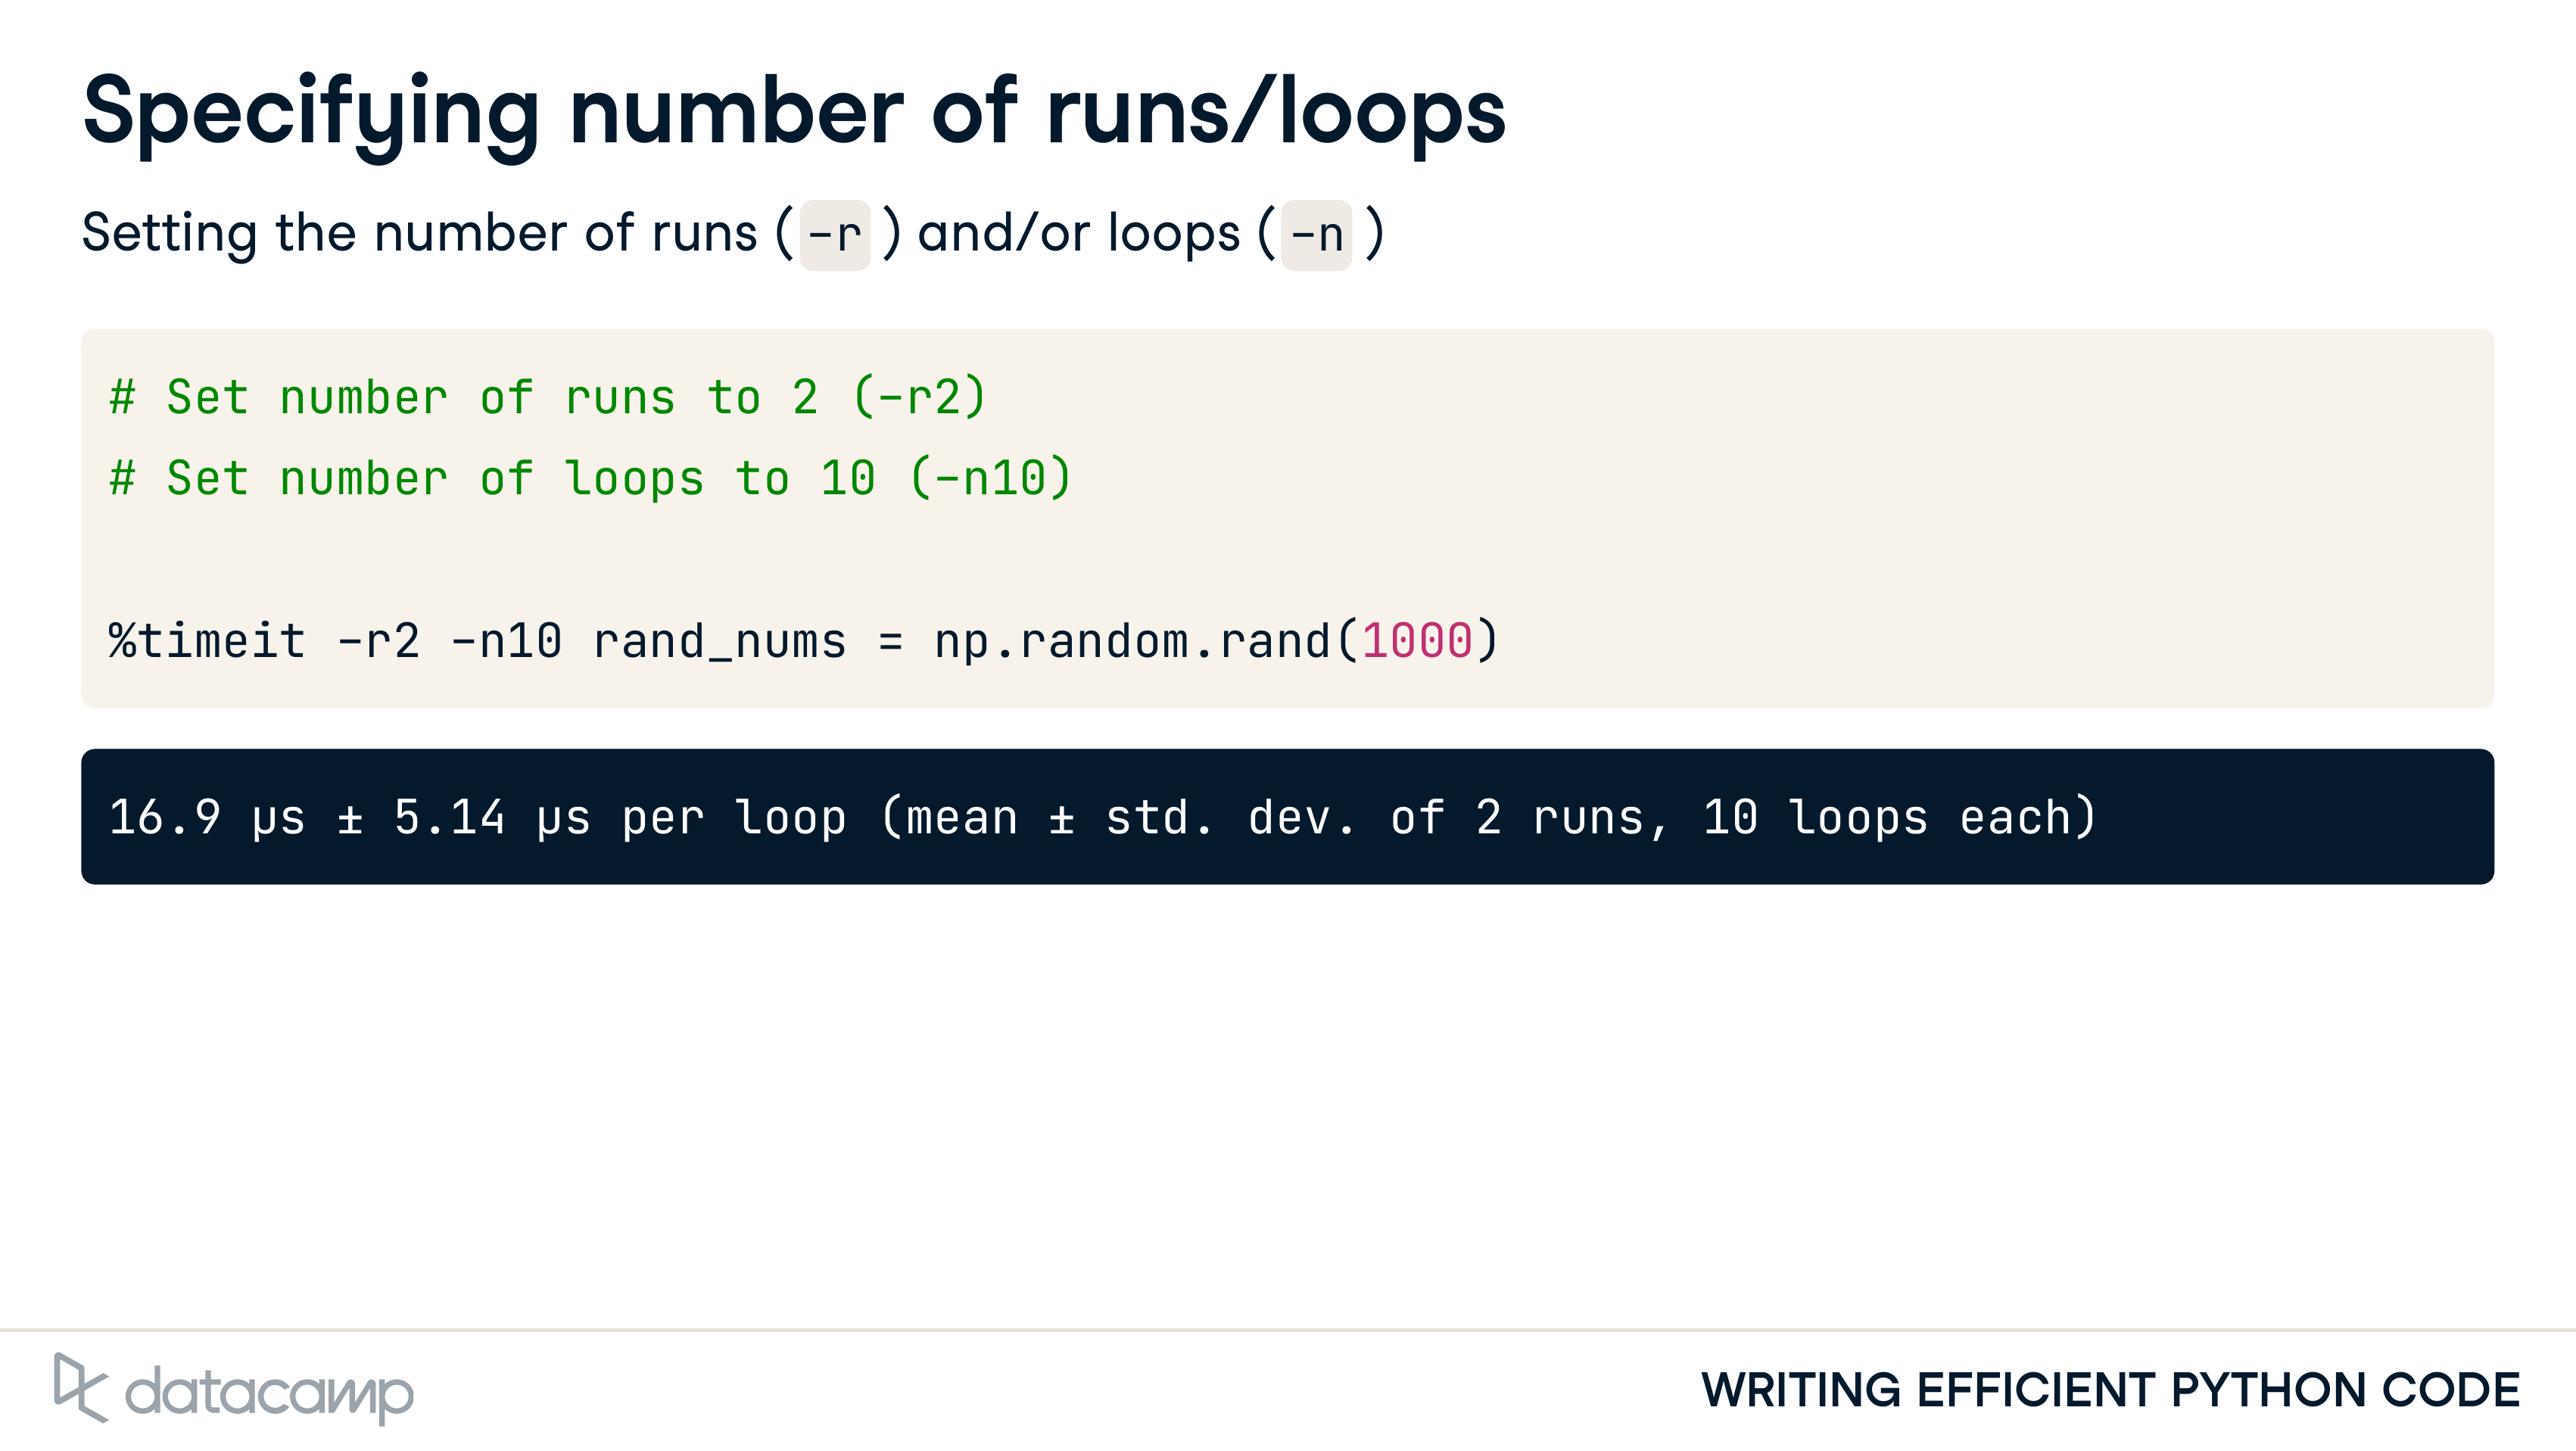 Specifying number of runs/loops
Setting the number of runs ( -r ) and/or loops ( -n )
# Set number of runs to 2 (-r2)
# Set number of loops to 10 (-n10)
%timeit -r2 -n10 rand_nums = np.random.rand(1000)
16.9 µs ± 5.14 µs per loop (mean ± std. dev. of 2 runs, 10 loops each)
datacamp
WRITING EFFICIENT PYTHON CODE